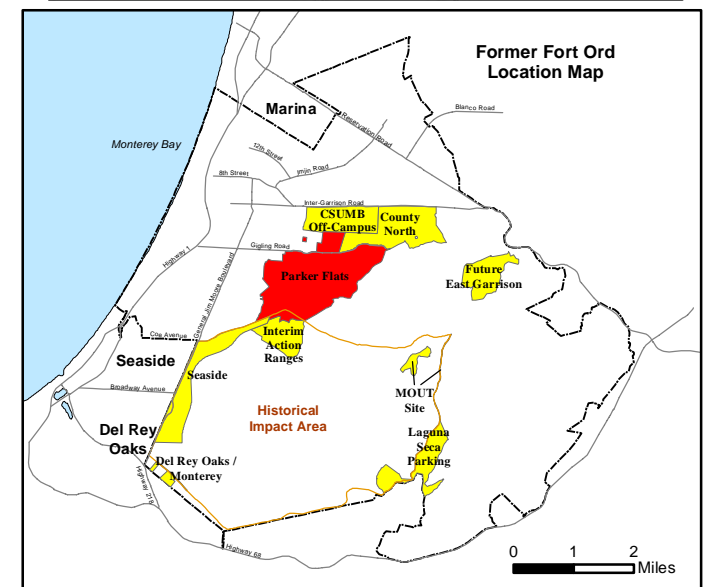 Former Fort Ord
Location Map
Marina
Blanco Road
Reservation Road
Monterey Bay
12th Street
Imjin Road
8th Street
Inter-Garrison Road
CSUMB
Off-Campus
County
North
Gigling Road
Highway 1
General Jim Moore Boulevard
Parker Flats
Future
East Garrison
Coe Avenue
Interim
Action
Ranges
Seaside
Seaside
Broadway Avenue
MOUT
Site
Historical
Impact Area
Del Rey
Oaks
Laguna
Seca
Parking
Del Rey Oaks /
Monterey
Highway 218
Highway 68
0 1 2
Miles